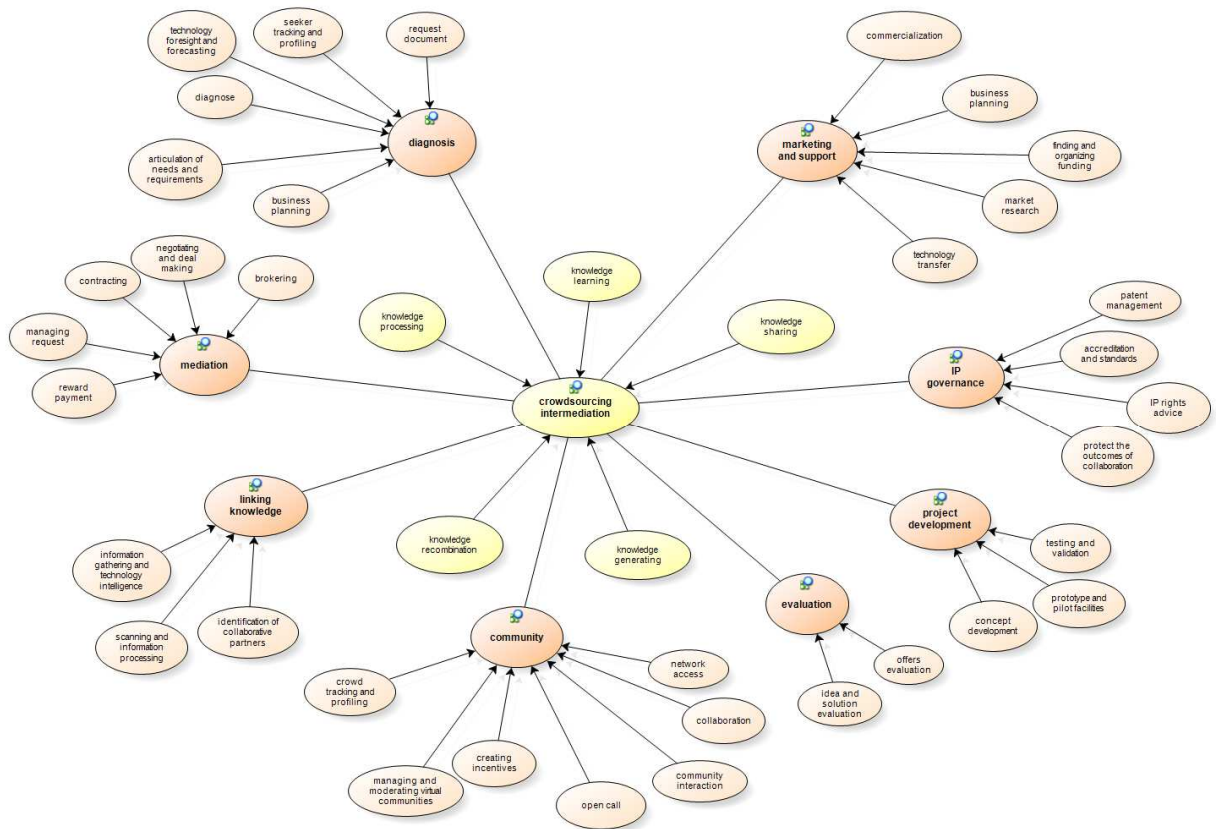 technology
foresight and
forecasting
seeker
tracking and
profiling
request
document
diagnose
articulation of
needs and
requirements
business
planning
diagnosis
commercialization
business
planning
finding and
organizing
funding
market
research
technology
transfer
marketing
and support
negotiating
and deal
making
contracting
brokering
managing
request
reward
payment
mediation
knowledge
learning
knowledge
processing
knowledge
sharing
crowdsourcing
intermediation
knowledge
recombination
knowledge
generating
patent
management
accreditation
and standards
IP rights
advice
protect the
outcomes of
collaboration
IP
governance
linking
knowledge
information
gathering and
technology
intelligence
scanning and
information
processing
identification of
collaborative
partners
project
development
testing and
validation
prototype and
pilot facilities
concept
development
evaluation
offers
evaluation
idea and
solution
evaluation
community
network
access
collaboration
community
interaction
open call
creating
incentives
managing and
moderating virtual
communities
crowd
tracking and
profiling